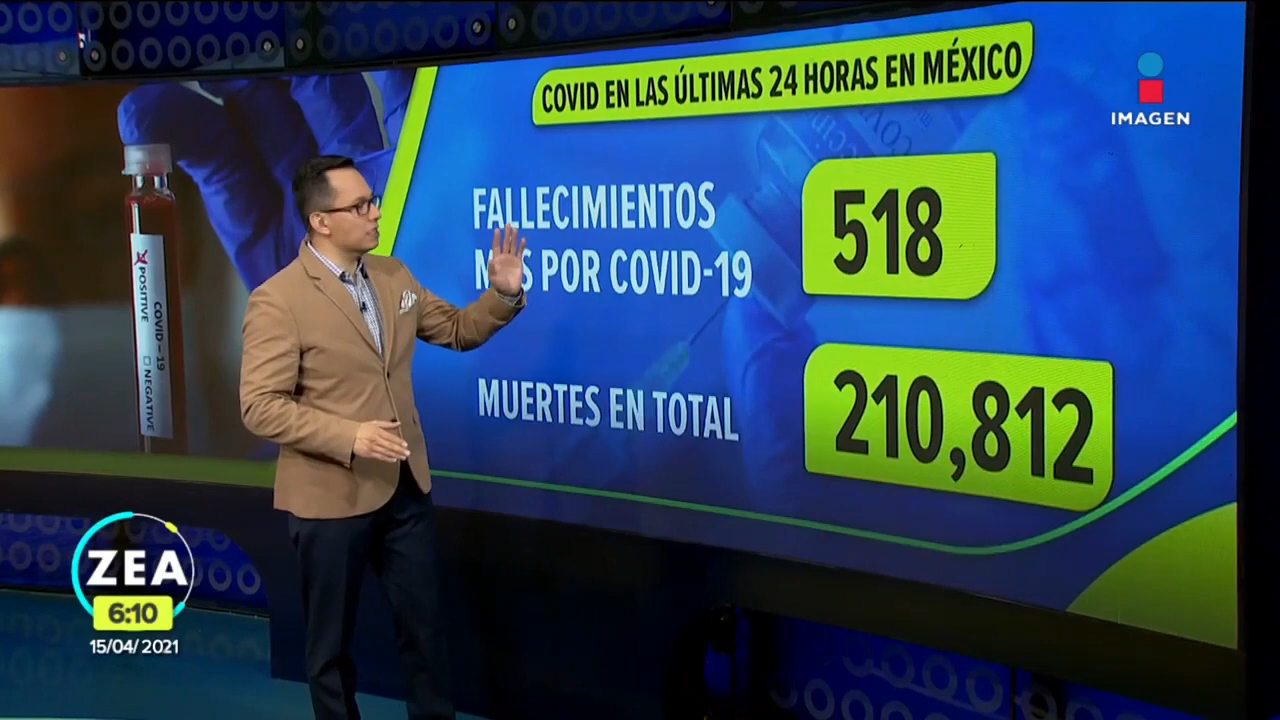 COVID EN LAS ÚLTIMAS 24 HORAS EN MÉXICO
IMAGEN
FALLECIMIENTOS
MÁS POR COVID-19
518
MUERTES EN TOTAL
210,812
POSITIVE
COVID - 19
NEGATIVE
ZEA
6:10
15/04/2021